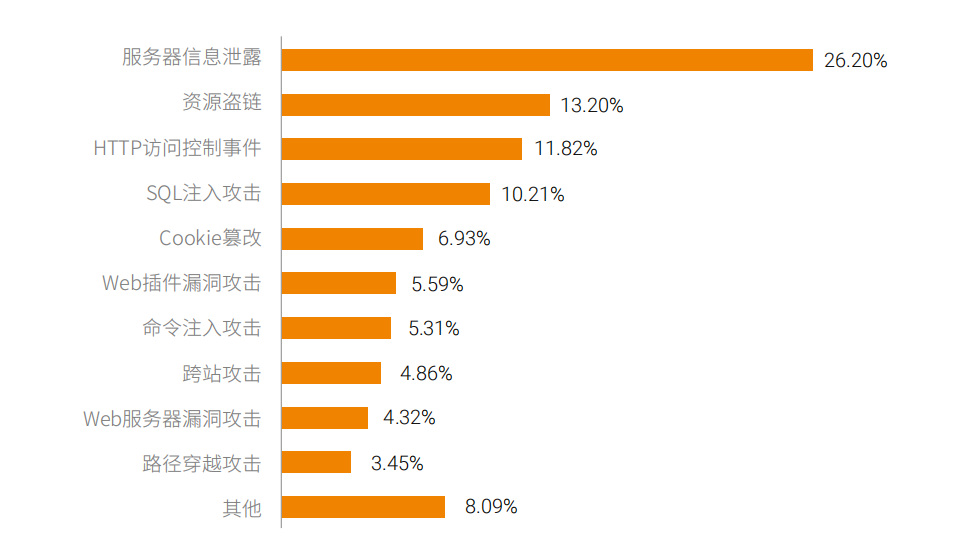 服务器信息泄露 26.20%
资源盗链 13.20%
HTTP访问控制事件 11.82%
SQL注入攻击 10.21%
Cookie篡改 6.93%
Web插件漏洞攻击 5.59%
命令注入攻击 5.31%
跨站攻击 4.86%
Web服务器漏洞攻击 4.32%
路径穿越攻击 3.45%
其他 8.09%